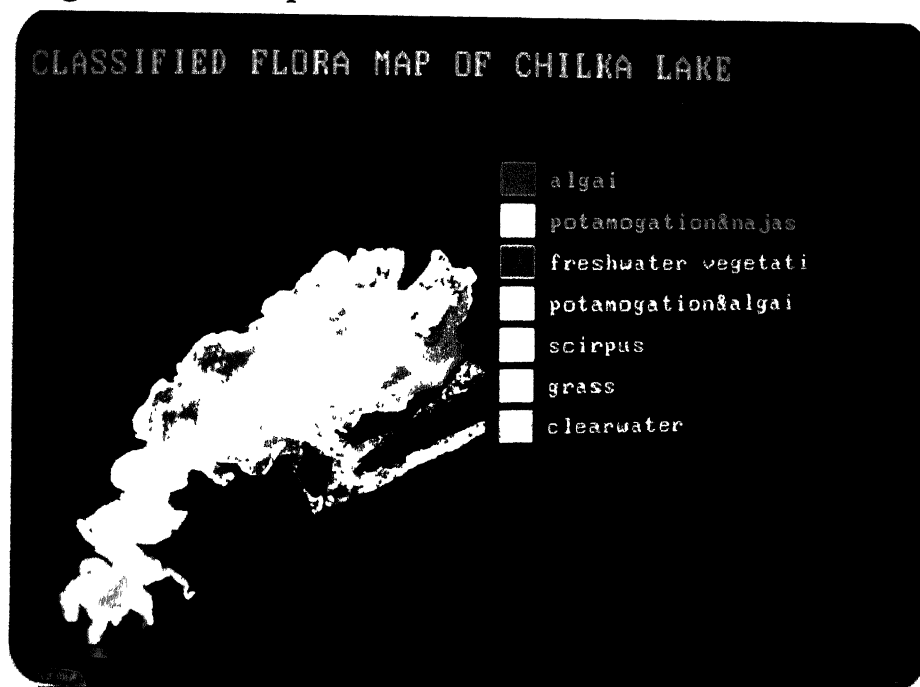 CLASSIFIED FLORA MAP OF CHILKA LAKE
algai
potamogation&najas
freshwater vegetati
potamogation&algai
scirpus
grass
clearwater